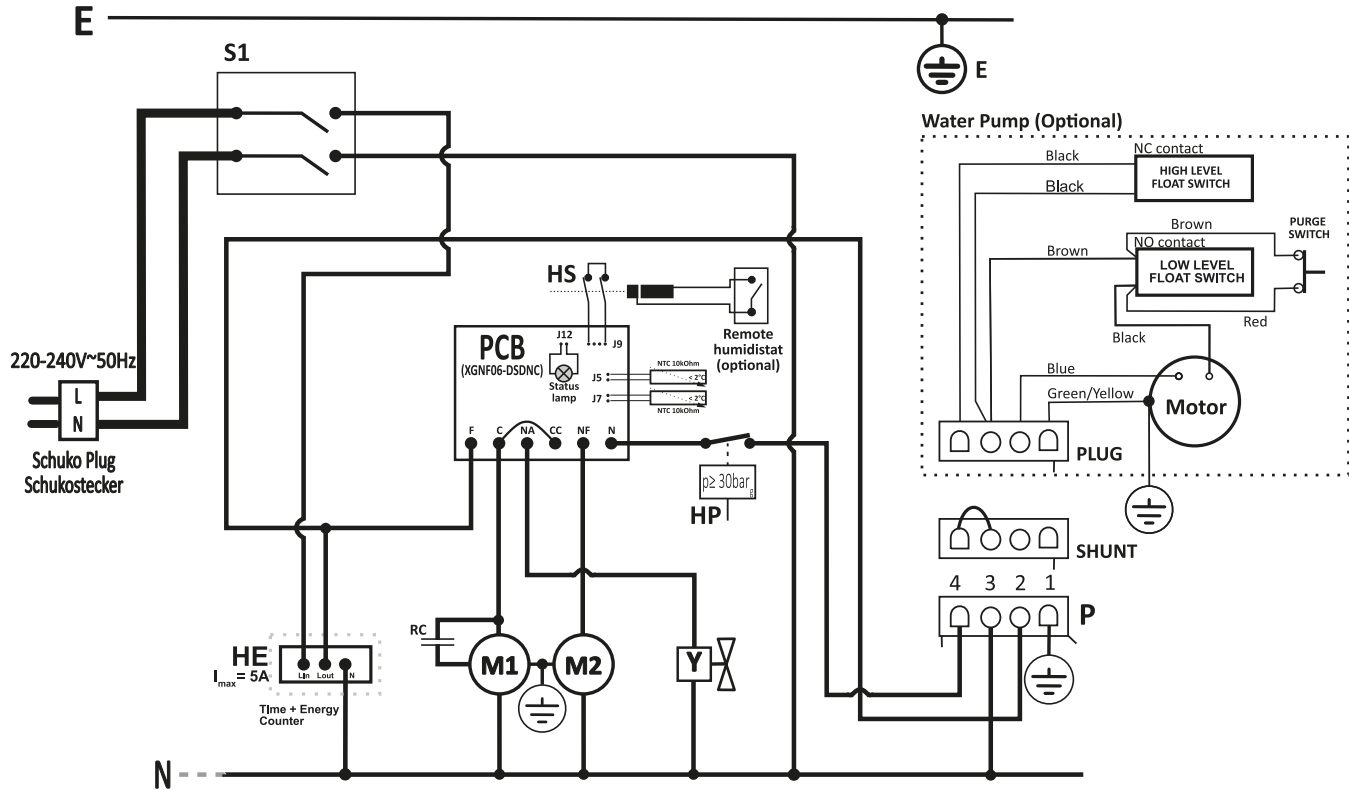 E
S1
E
Water Pump (Optional)
Black
NC contact
HIGH LEVEL
FLOAT SWITCH
Black
Brown
PURGE
SWITCH
NO contact
Brown
LOW LEVEL
FLOAT SWITCH
Red
Black
Blue
Green/Yellow
Motor
PLUG
HS
Remote
humidistat
(optional)
PCB
(XGNF06-DSDNC)
J12
J9
Status
lamp
J5
J7
NTC 10kOhm
< 2°C
< 2°C
NTC 10kOhm
F C NA CC NF N
220-240V~50Hz
L
N
Schuko Plug
Schukostecker
p≥ 30bar
HP
SHUNT
4 3 2 1
P
RC
M1
M2
Y
HE
Imax = 5A
Lin Lout N
Time + Energy
Counter
N